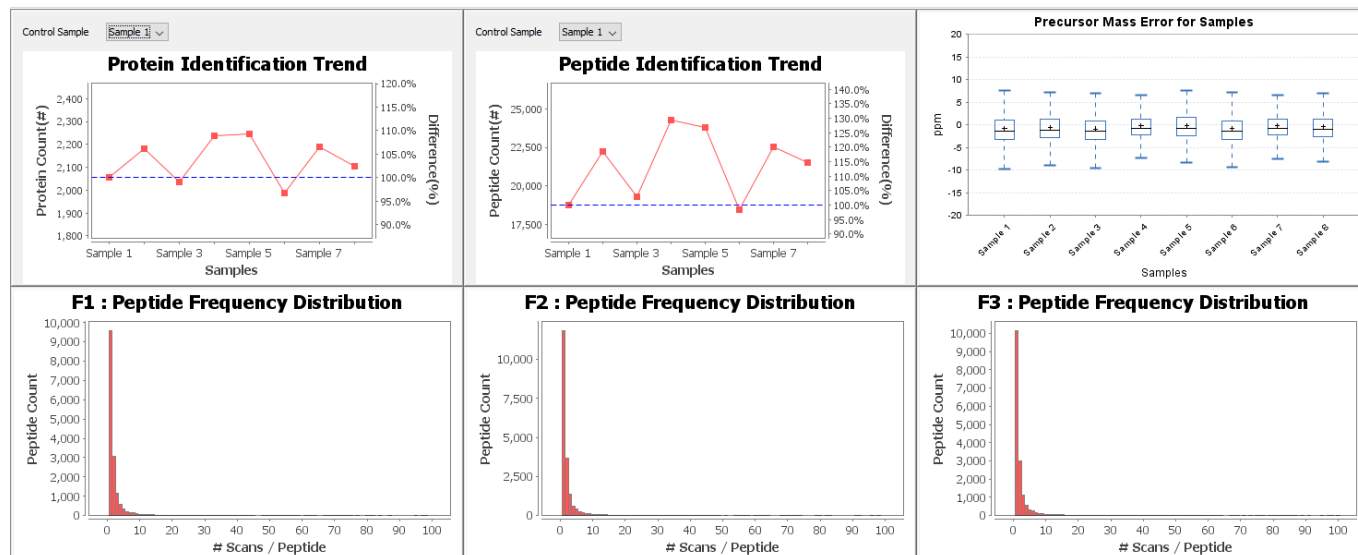 Control Sample Sample 1
Protein Identification Trend
Protein Count(#)
2,400
2,300
2,200
2,100
2,000
1,900
1,800
120.0%
115.0%
110.0%
105.0%
100.0%
95.0%
90.0%
Difference(%)
Sample 1 Sample 3 Sample 5 Sample 7
Samples
Control Sample Sample 1
Peptide Identification Trend
Peptide Count(#)
25,000
22,500
20,000
17,500
140.0%
135.0%
130.0%
125.0%
120.0%
115.0%
110.0%
105.0%
100.0%
95.0%
90.0%
Difference(%)
Sample 1 Sample 3 Sample 5 Sample 7
Samples
Precursor Mass Error for Samples
ppm
20
15
10
5
0
-5
-10
-15
-20
Sample 1 Sample 2 Sample 3 Sample 4 Sample 5 Sample 6 Sample 7 Sample 8
Samples
F1 : Peptide Frequency Distribution
Peptide Count
10,000
9,000
8,000
7,000
6,000
5,000
4,000
3,000
2,000
1,000
0
0 10 20 30 40 50 60 70 80 90 100
# Scans / Peptide
F2 : Peptide Frequency Distribution
Peptide Count
10,000
7,500
5,000
2,500
0
0 10 20 30 40 50 60 70 80 90 100
# Scans / Peptide
F3 : Peptide Frequency Distribution
Peptide Count
10,000
9,000
8,000
7,000
6,000
5,000
4,000
3,000
2,000
1,000
0
0 10 20 30 40 50 60 70 80 90 100
# Scans / Peptide